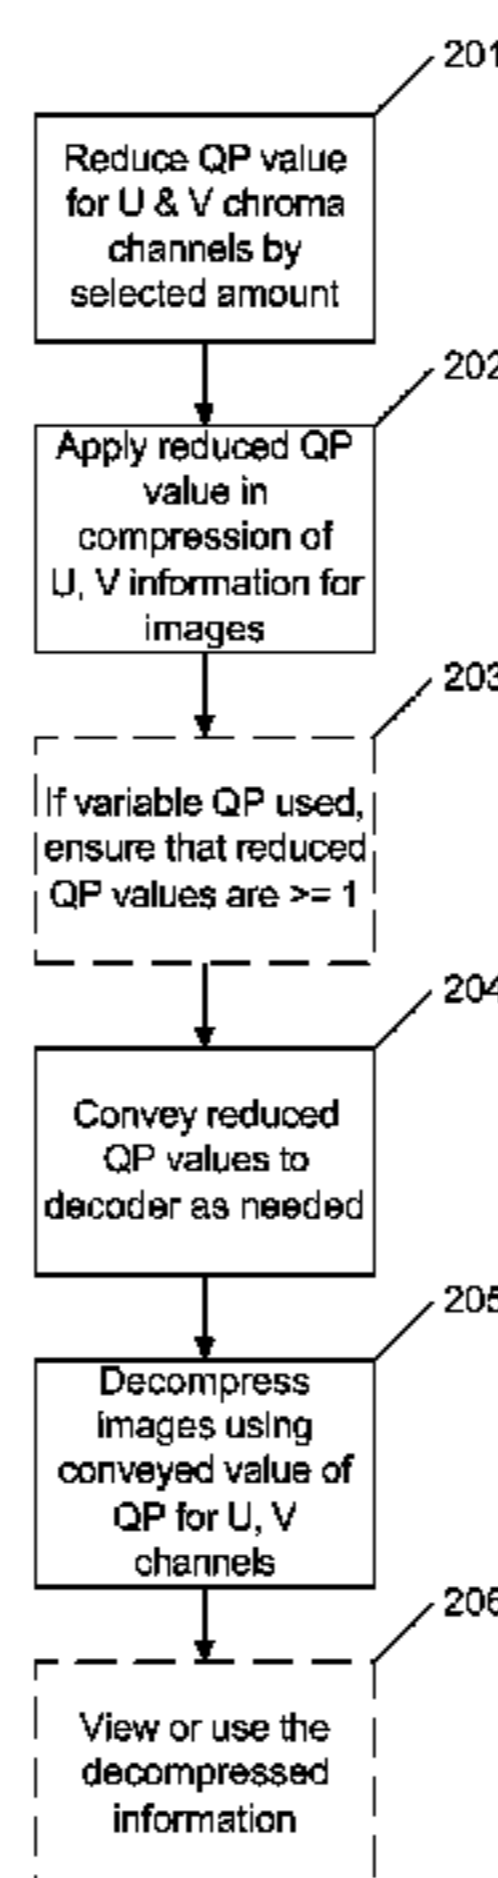 201
Reduce QP value
for U & V chroma
channels by
selected amount
202
Apply reduced QP
value in
compression of
U, V information for
images
203
If variable QP used,
ensure that reduced
QP values are >= 1
204
Convey reduced
QP values to
decoder as needed
205
Decompress
images using
conveyed value of
QP for U, V
channels
206
View or use the
decompressed
information